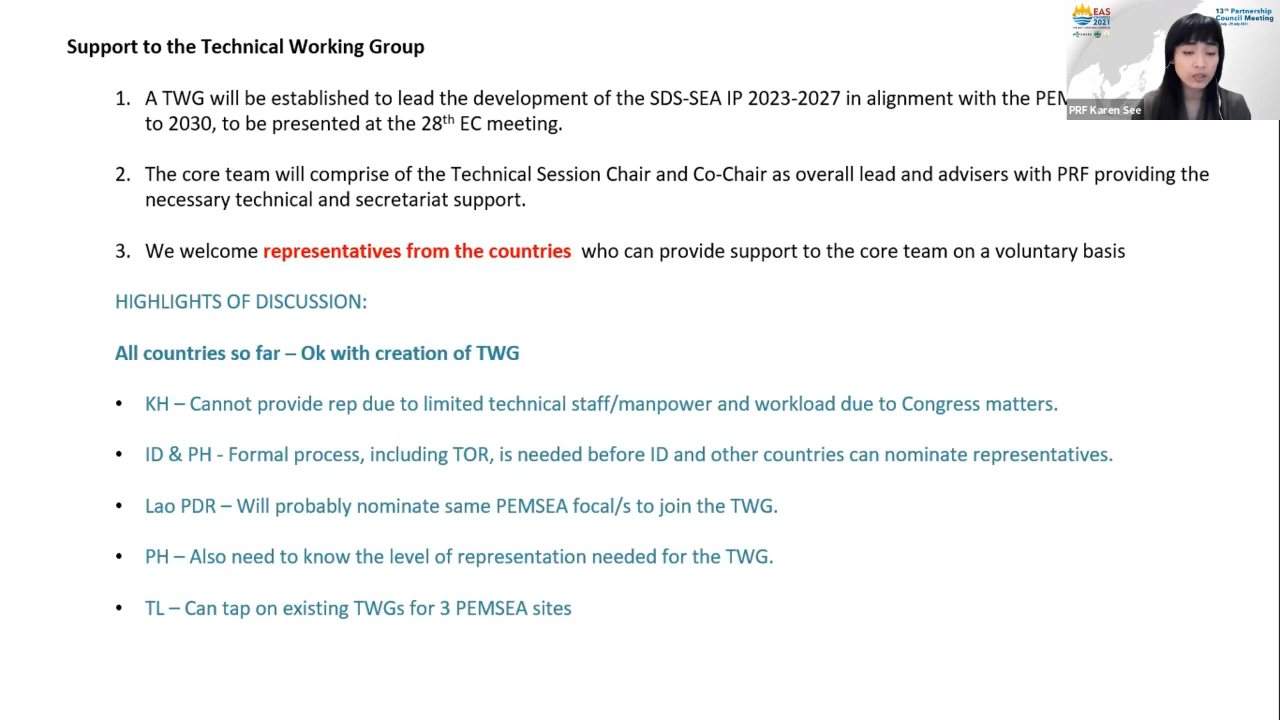 Support to the Technical Working Group
EAS
CONGRESS
2021
13th Partnership
Council Meeting
1. A TWG will be established to lead the development of the SDS-SEA IP 2023-2027 in alignment with the
to 2030, to be presented at the 28th EC meeting.
PRF Karen See
2. The core team will comprise of the Technical Session Chair and Co-Chair as overall lead and advisers with PRF providing the
necessary technical and secretariat support.
3. We welcome representatives from the countries who can provide support to the core team on a voluntary basis
HIGHLIGHTS OF DISCUSSION:
All countries so far – Ok with creation of TWG
• KH – Cannot provide rep due to limited technical staff/manpower and workload due to Congress matters.
• ID & PH - Formal process, including TOR, is needed before ID and other countries can nominate representatives.
• Lao PDR – Will probably nominate same PEMSEA focal/s to join the TWG.
• PH – Also need to know the level of representation needed for the TWG.
• TL – Can tap on existing TWGs for 3 PEMSEA sites